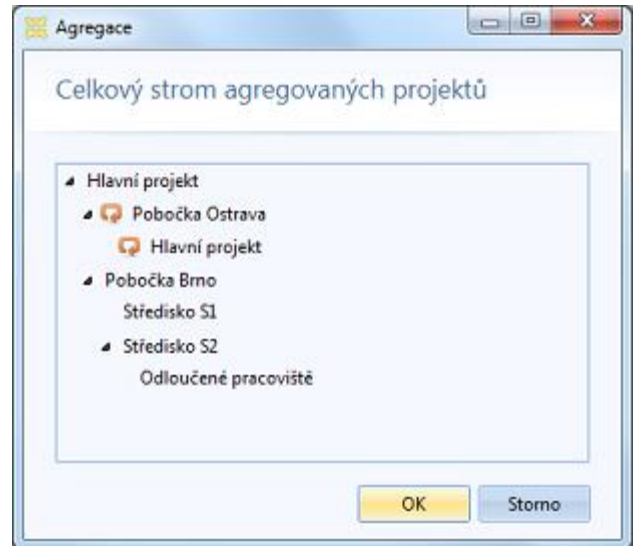 Agregace
Celkový strom agregovaných projektů
Hlavní projekt
Pobočka Ostrava
Hlavní projekt
Pobočka Brno
Středisko S1
Středisko S2
Odloučené pracoviště
OK Storno